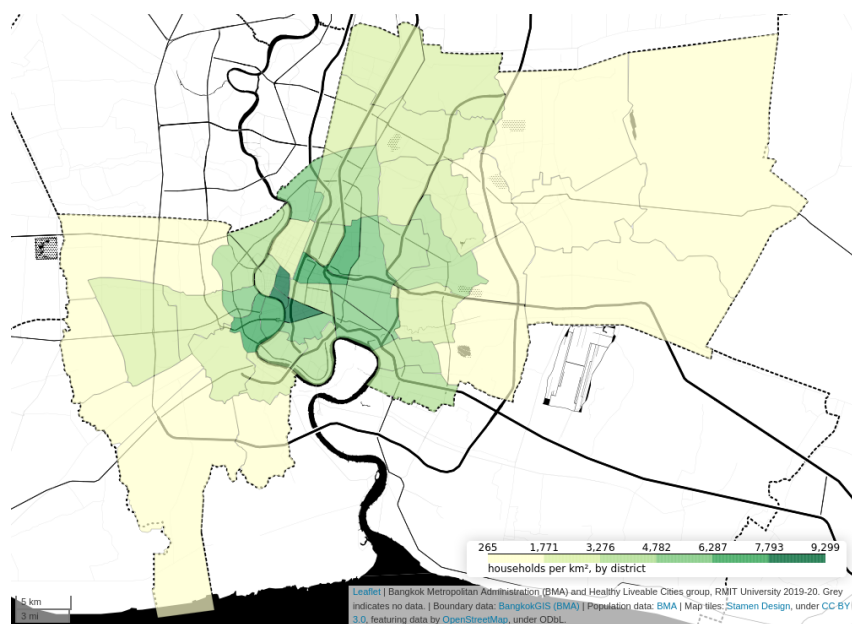 265 1,771 3,276 4,782 6,287 7,793 9,299
households per km², by district
5 km
3 mi
Leaflet | Bangkok Metropolitan Administration (BMA) and Healthy Liveable Cities group, RMIT University 2019-20. Grey
indicates no data. | Boundary data: BangkokGIS (BMA) | Population data: BMA | Map tiles: Stamen Design, under CC BY
3.0, featuring data by OpenStreetMap, under ODbL.